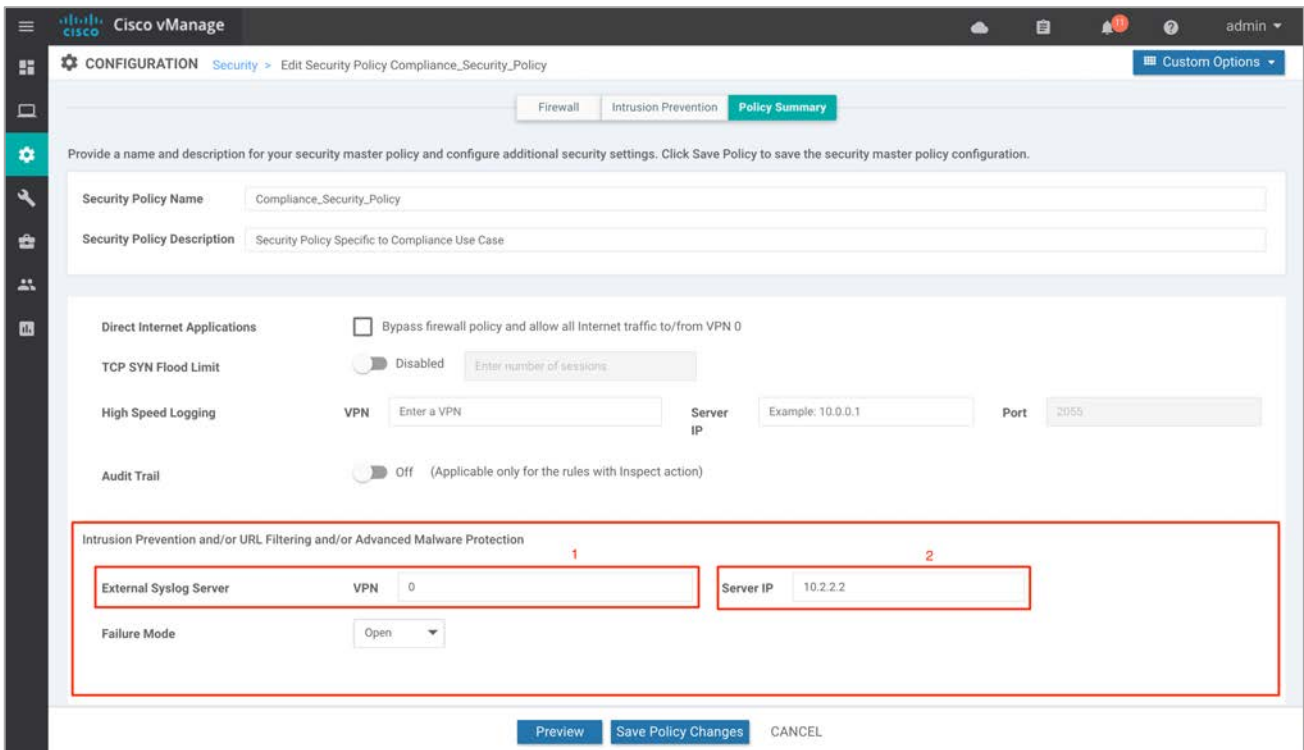 cisco Cisco vManage 11 admin
CONFIGURATION Security > Edit Security Policy Compliance_Security_Policy Custom Options
Firewall Intrusion Prevention Policy Summary
Provide a name and description for your security master policy and configure additional security settings. Click Save Policy to save the security master policy configuration.
Security Policy Name Compliance_Security_Policy
Security Policy Description Security Policy Specific to Compliance Use Case
Direct Internet Applications Bypass firewall policy and allow all Internet traffic to/from VPN 0
TCP SYN Flood Limit Disabled Enter number of sessions
High Speed Logging VPN Enter a VPN Server IP Example: 10.0.0.1 Port 2055
Audit Trail Off (Applicable only for the rules with Inspect action)
Intrusion Prevention and/or URL Filtering and/or Advanced Malware Protection
1 2
External Syslog Server VPN 0 Server IP 10.2.2.2
Failure Mode Open
Preview Save Policy Changes CANCEL